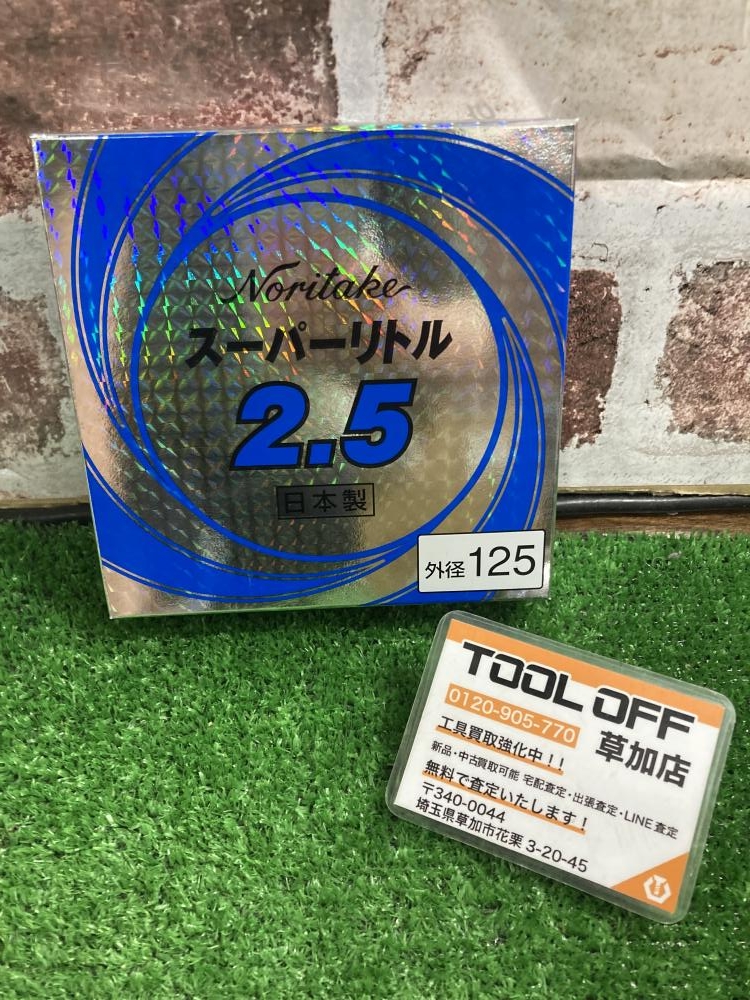 Noritake
スーパーリトル
2.5
日本製
外径125
TOOL OFF
0120-905-770 草加店
工具買取強化中!!
新品・中古買取可能 宅配査定・出張査定・LINE査定
無料で査定いたします!
〒340-0044
埼玉県草加市花栗 3-20-45